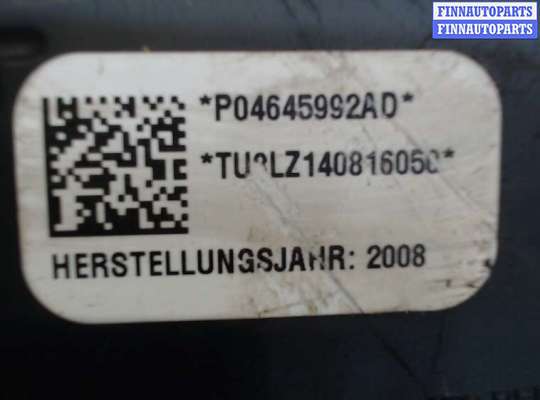 FINNAUTOPARTS
FINNAUTOPARTS
*P04645992AD*
HERSTELLUNGSJAHR: 2008